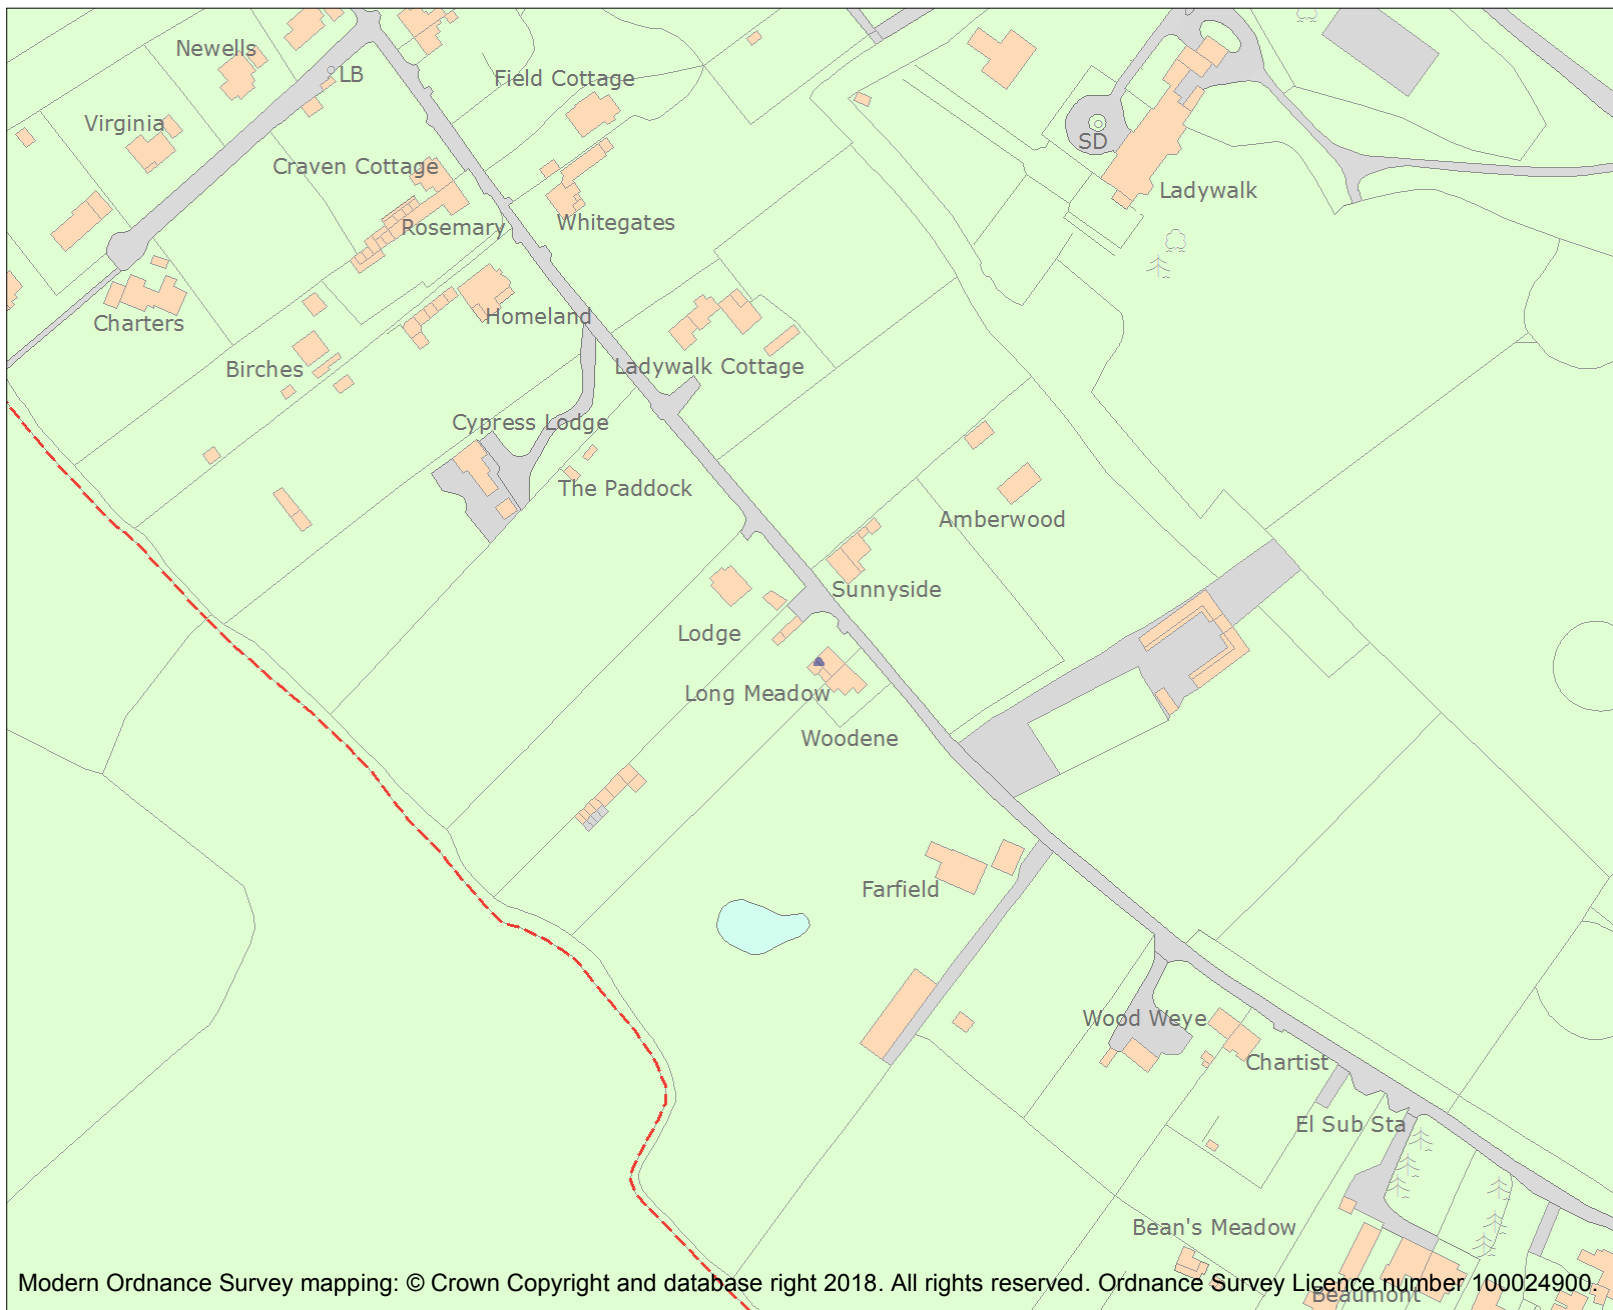 Newells
LB
Field Cottage
Virginia
SD
Craven Cottage
Ladywalk
Rosemary
Whitegates
Homeland
Charters
Birches
Ladywalk Cottage
Cypress Lodge
The Paddock
Amberwood
Sunnyside
Lodge
Long Meadow
Woodene
Farfield
Wood Weye
Chartist
El Sub Sta
Bean's Meadow
Modern Ordnance Survey mapping: © Crown Copyright and database right 2018. All rights reserved. Ordnance Survey Licence number 100024900.
Beaumont